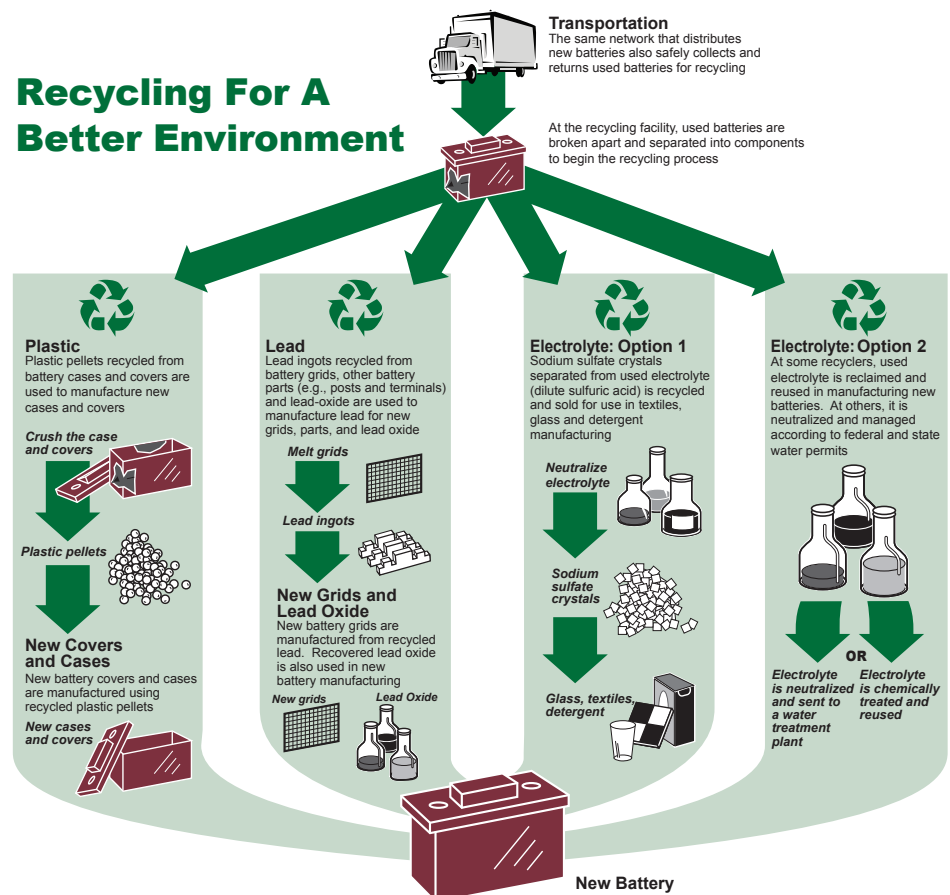 Transportation
The same network that distributes
new batteries also safely collects and
returns used batteries for recycling
Recycling For A
Better Environment
At the recycling facility, used batteries are
broken apart and separated into components
to begin the recycling process
Plastic
Plastic pellets recycled from
battery cases and covers are
used to manufacture new
cases and covers
Crush the case
and covers
Plastic pellets
New Covers
and Cases
New battery covers and cases
are manufactured using
recycled plastic pellets
New cases
and covers
Lead
Lead ingots recycled from
battery grids, other battery
parts (e.g., posts and terminals)
and lead-oxide are used to
manufacture lead for new
grids, parts, and lead oxide
Melt grids
Lead ingots
New Grids and
Lead Oxide
New battery grids are
manufactured from recycled
lead.  Recovered lead oxide
is also used in new
battery manufacturing
New grids
Lead Oxide
Electrolyte: Option 1
Sodium sulfate crystals
separated from used electrolyte
(dilute sulfuric acid) is recycled
and sold for use in textiles,
glass and detergent
manufacturing
Neutralize
electrolyte
Sodium
sulfate
crystals
Glass, textiles,
detergent
Electrolyte: Option 2
At some recyclers, used
electrolyte is reclaimed and
reused in manufacturing new
batteries.  At others, it is
neutralized and managed
according to federal and state
water permits
OR
Electrolyte
is neutralized
and sent to
a water
treatment
plant
Electrolyte
is chemically
treated and
reused
New Battery